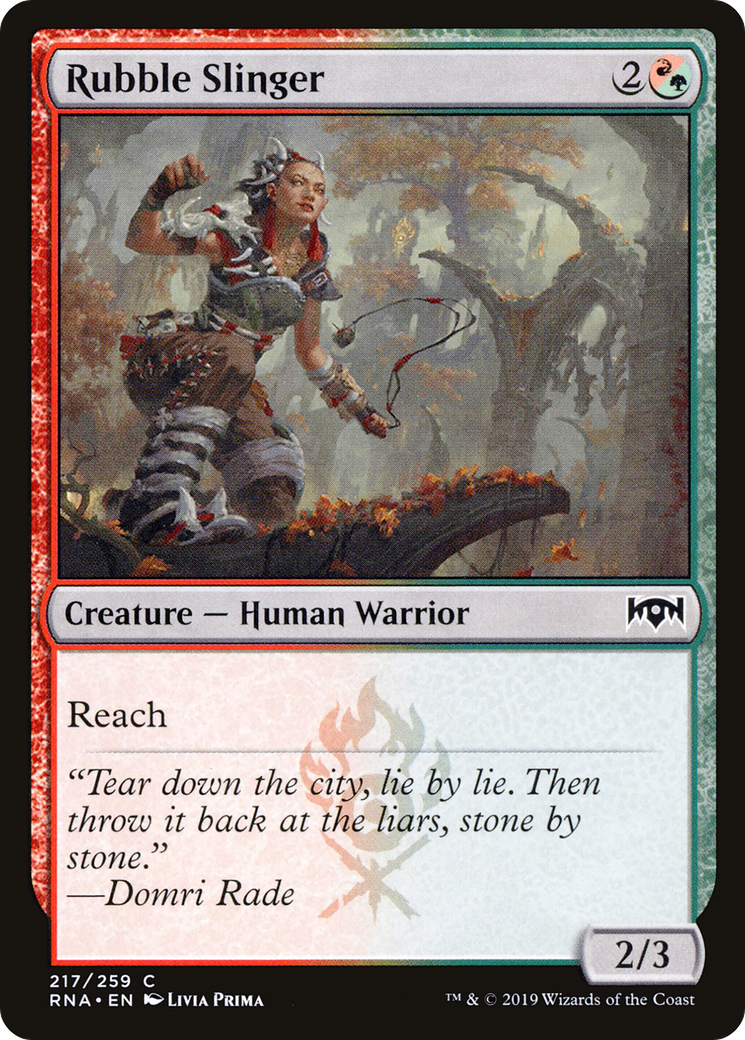 Rubble Slinger 2
Creature — Human Warrior
Reach
“Tear down the city, lie by lie. Then
throw it back at the liars, stone by
stone.”
—Domri Rade
2/3
217/259 C
RNA • EN Livia Prima
™ & © 2019 Wizards of the Coast